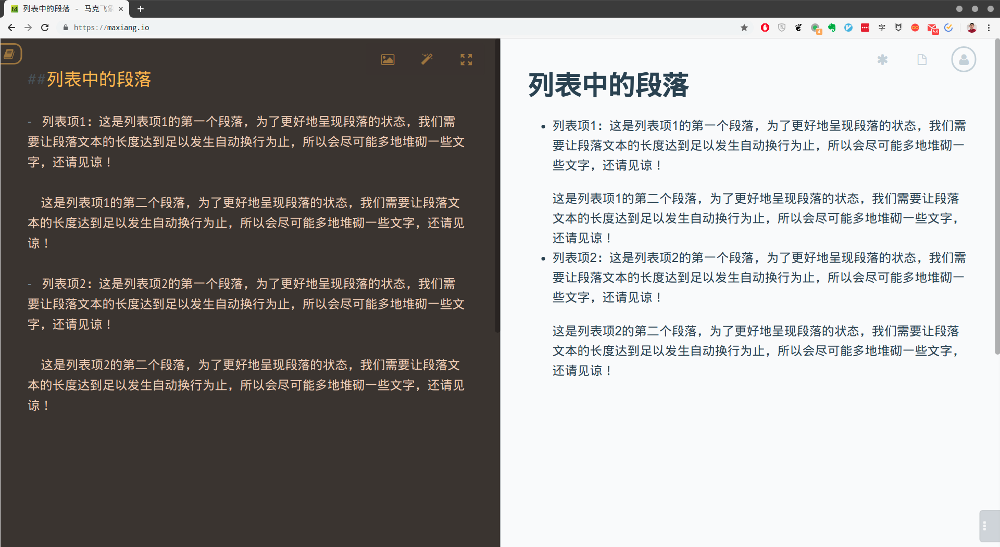 列表中的段落 - 马克飞象
https://maxiang.io
4
字
58
##列表中的段落
- 列表项1：这是列表项1的第一个段落，为了更好地呈现段落的状态，我们需
要让段落文本的长度达到足以发生自动换行为止，所以会尽可能多地堆砌一些文
字，还请见谅！
这是列表项1的第二个段落，为了更好地呈现段落的状态，我们需要让段落文
本的长度达到足以发生自动换行为止，所以会尽可能多地堆砌一些文字，还请见
谅！
- 列表项2：这是列表项2的第一个段落，为了更好地呈现段落的状态，我们需
要让段落文本的长度达到足以发生自动换行为止，所以会尽可能多地堆砌一些文
字，还请见谅！
这是列表项2的第二个段落，为了更好地呈现段落的状态，我们需要让段落文
本的长度达到足以发生自动换行为止，所以会尽可能多地堆砌一些文字，还请见
谅！
列表中的段落
• 列表项1：这是列表项1的第一个段落，为了更好地呈现段落的状态，我们需
要让段落文本的长度达到足以发生自动换行为止，所以会尽可能多地堆砌一
些文字，还请见谅！
这是列表项1的第二个段落，为了更好地呈现段落的状态，我们需要让段落
文本的长度达到足以发生自动换行为止，所以会尽可能多地堆砌一些文字，
还请见谅！
• 列表项2：这是列表项2的第一个段落，为了更好地呈现段落的状态，我们需
要让段落文本的长度达到足以发生自动换行为止，所以会尽可能多地堆砌一
些文字，还请见谅！
这是列表项2的第二个段落，为了更好地呈现段落的状态，我们需要让段落
文本的长度达到足以发生自动换行为止，所以会尽可能多地堆砌一些文字，
还请见谅！